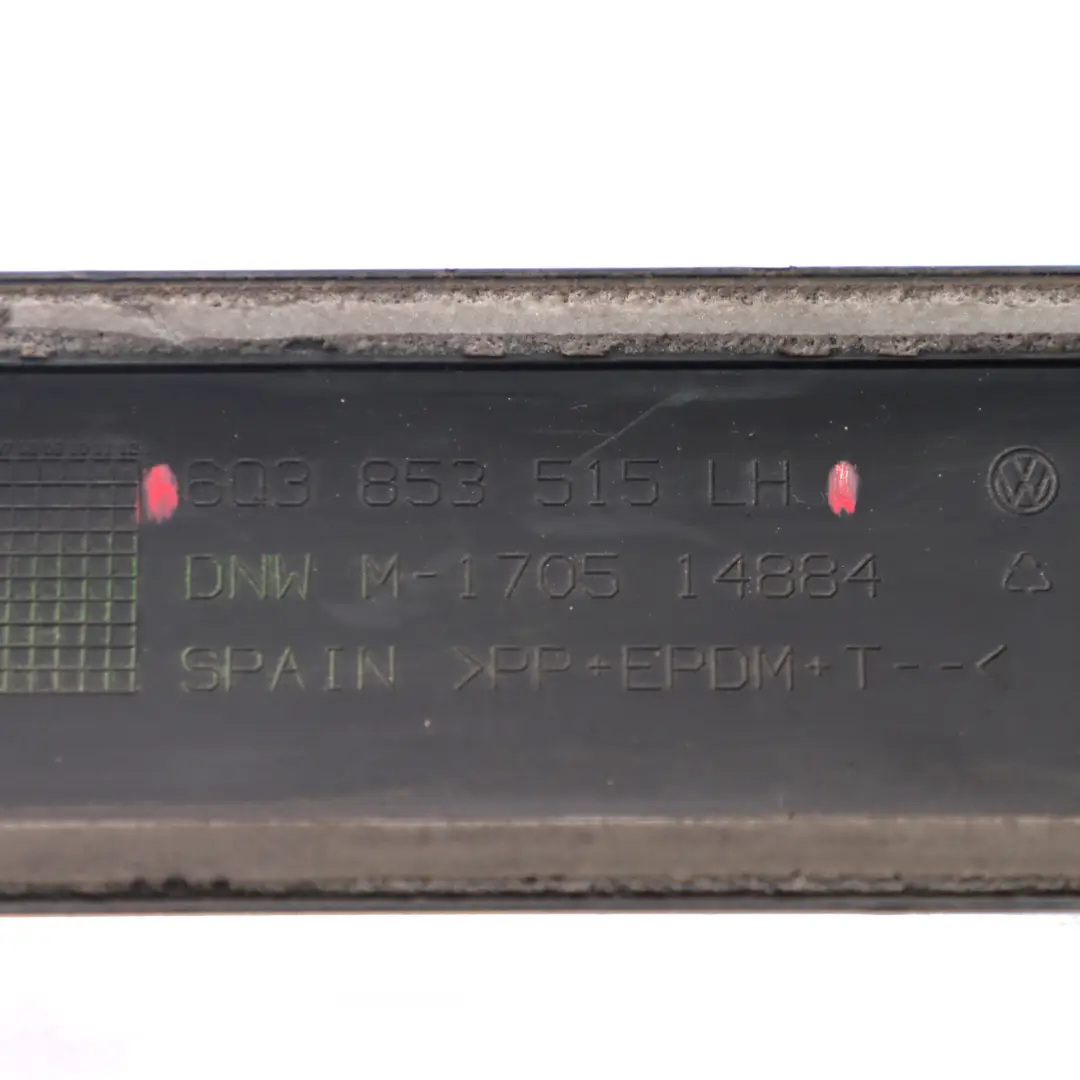 6Q3 853 515 LH
DNW M-1705 14884
SPAIN >PP+EPDM+T--<